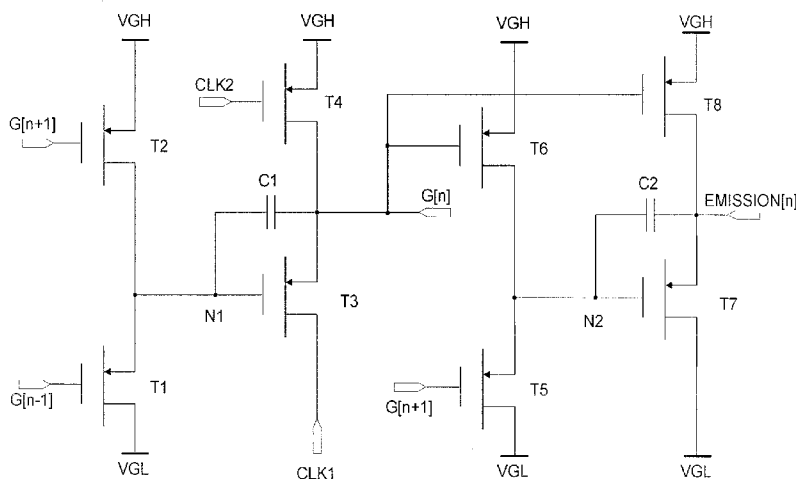 VGH
VGH
VGH
VGH
CLK2
T4
T8
G[n+1]
T2
T6
C1
G[n]
C2
EMISSION[n]
T3
N1
N2
T7
T1
T5
G[n-1]
G[n+1]
VGL
CLK1
VGL
VGL